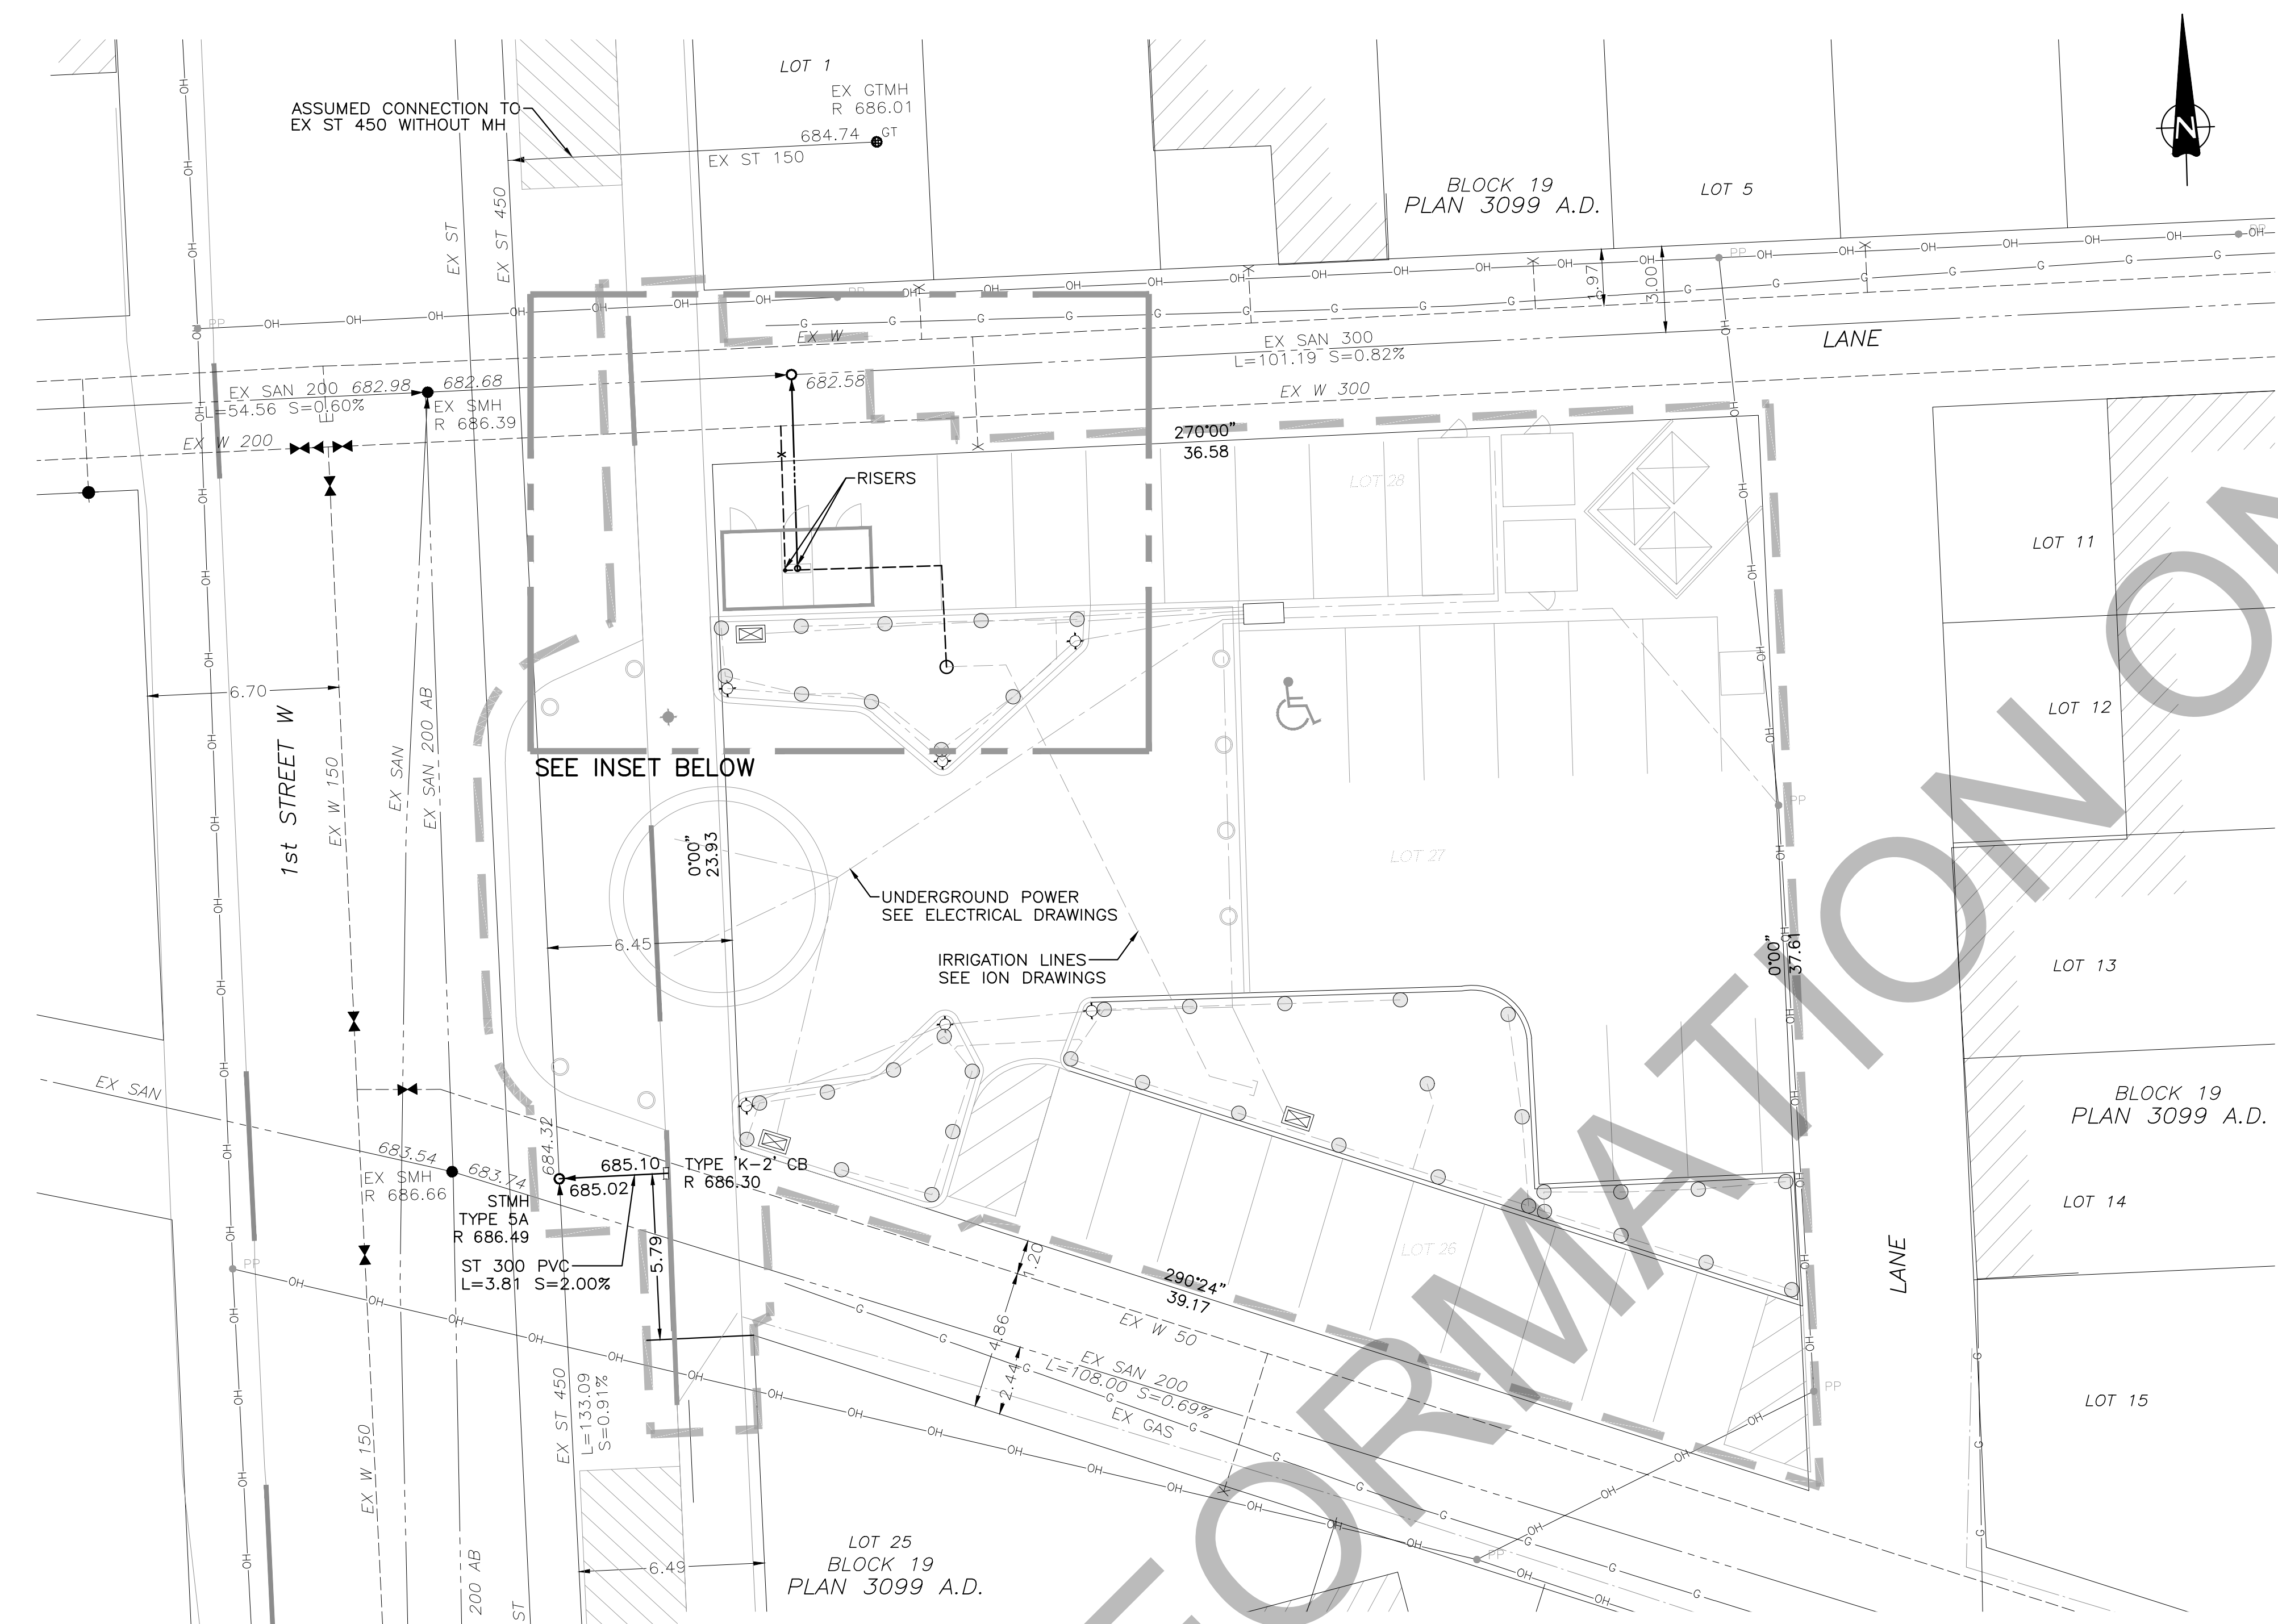 LOT 1
EX GTMH
R 686.01
684.74
GT
EX ST 150
ASSUMED CONNECTION TO
EX ST 450 WITHOUT MH
N
BLOCK 19
PLAN 3099 A.D.
LOT 5
EX ST
EX ST 450
PP
PP
PP
PP
1.97
3.00
LANE
EX W
EX SAN 300
L=101.19 S=0.82%
682.58
EX W 300
EX SAN 200
682.98
682.68
L=54.56 S=0.60%
EX SMH
R 686.39
EX W 200
270°00"
36.58
RISERS
LOT 28
LOT 11
LOT 12
6.70
1st STREET W
EX W 150
EX SAN
EX SAN 200 AB
SEE INSET BELOW
0°00"
23.93
LOT 27
PP
UNDERGROUND POWER
SEE ELECTRICAL DRAWINGS
6.45
IRRIGATION LINES
SEE ION DRAWINGS
0°00"
37.61
LOT 13
EX SAN
683.54
683.74
684.32
EX SMH
R 686.66
685.10
685.02
TYPE 'K-2' CB
R 686.30
STMH
TYPE 5A
R 686.49
ST 300 PVC
L=3.81 S=2.00%
5.79
BLOCK 19
PLAN 3099 A.D.
LOT 14
LOT 26
LANE
1.20
290°24"
39.17
4.86
2.44
EX W 50
EX SAN 200
L=108.00 S=0.69%
EX GAS
PP
PP
EX ST 450
L=133.09
S=0.91%
EX W 150
LOT 15
LOT 25
BLOCK 19
PLAN 3099 A.D.
6.49
200 AB
ST
PP
ORMATION ON